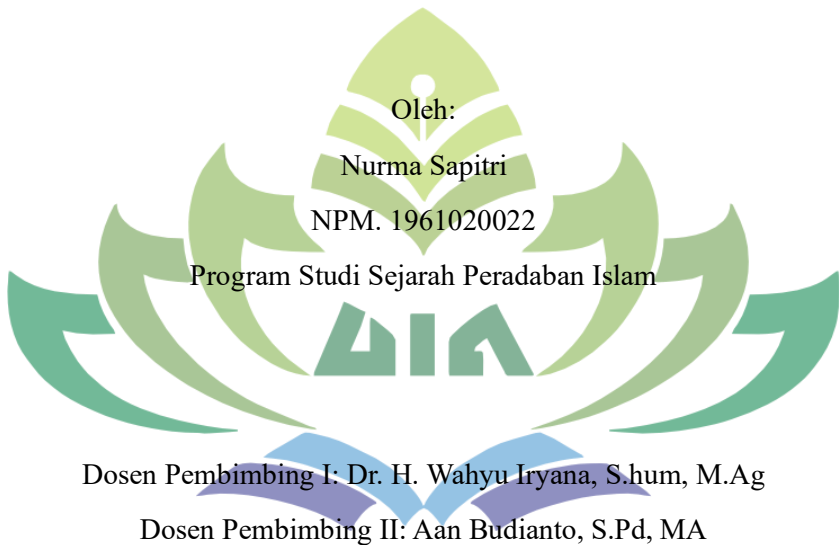 Oleh:
Nurma Sapitri
NPM. 1961020022
Program Studi Sejarah Peradaban Islam
UIN
Dosen Pembimbing I: Dr. H. Wahyu Iryana, S.hum, M.Ag
Dosen Pembimbing II: Aan Budianto, S.Pd, MA